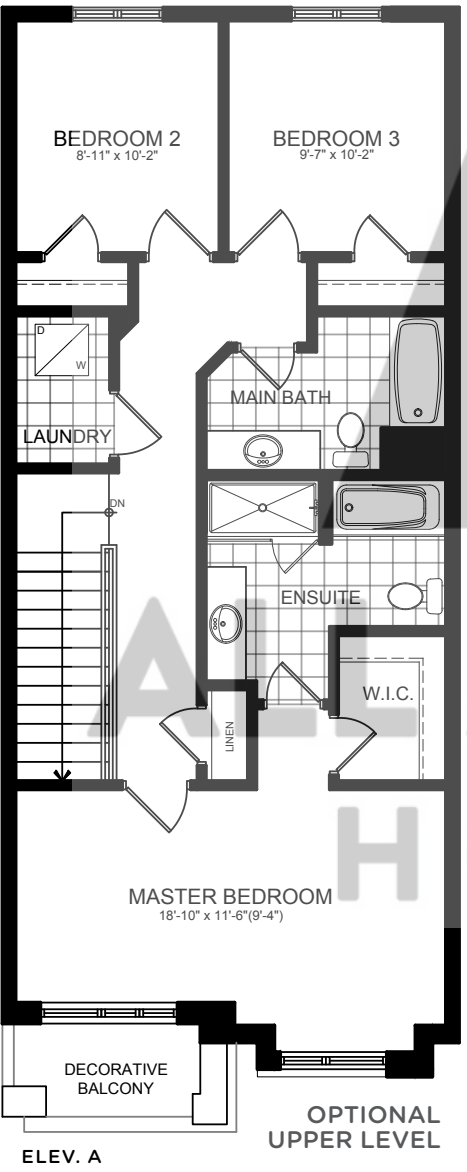 BEDROOM 2
8'-11" x 10'-2"
BEDROOM 3
9'-7" x 10'-2"
D
W
LAUNDRY
MAIN BATH
DN
ENSUITE
W.I.C.
LINEN
MASTER BEDROOM
18'-10" x 11'-6"(9'-4")
DECORATIVE
BALCONY
OPTIONAL
UPPER LEVEL
ELEV. A
ALL
H